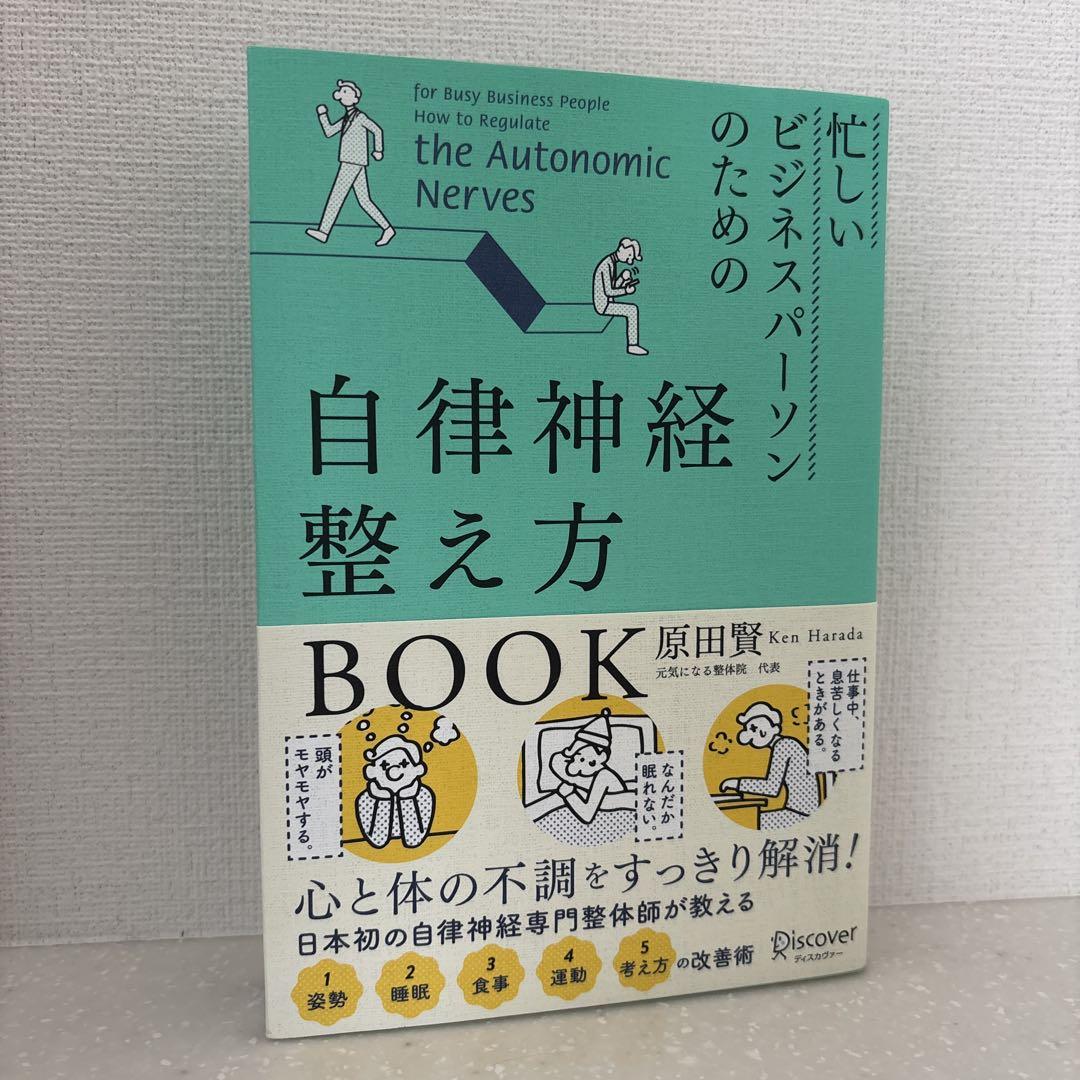 for Busy Business People
How to Regulate
the Autonomic
Nerves
忙しい
ビジネスパーソン
のための
自律神経
整え方
BOOK
原田賢 Ken Harada
元気になる整体院 代表
頭が
モヤモヤする。
なんだか
眠れない。
仕事中、
息苦しくなる
ときがある。
心と体の不調をすっきり解消!
日本初の自律神経専門整体師が教える
1 姿勢
2 睡眠
3 食事
4 運動
5 考え方
の改善術
Discover
ディスカヴァー